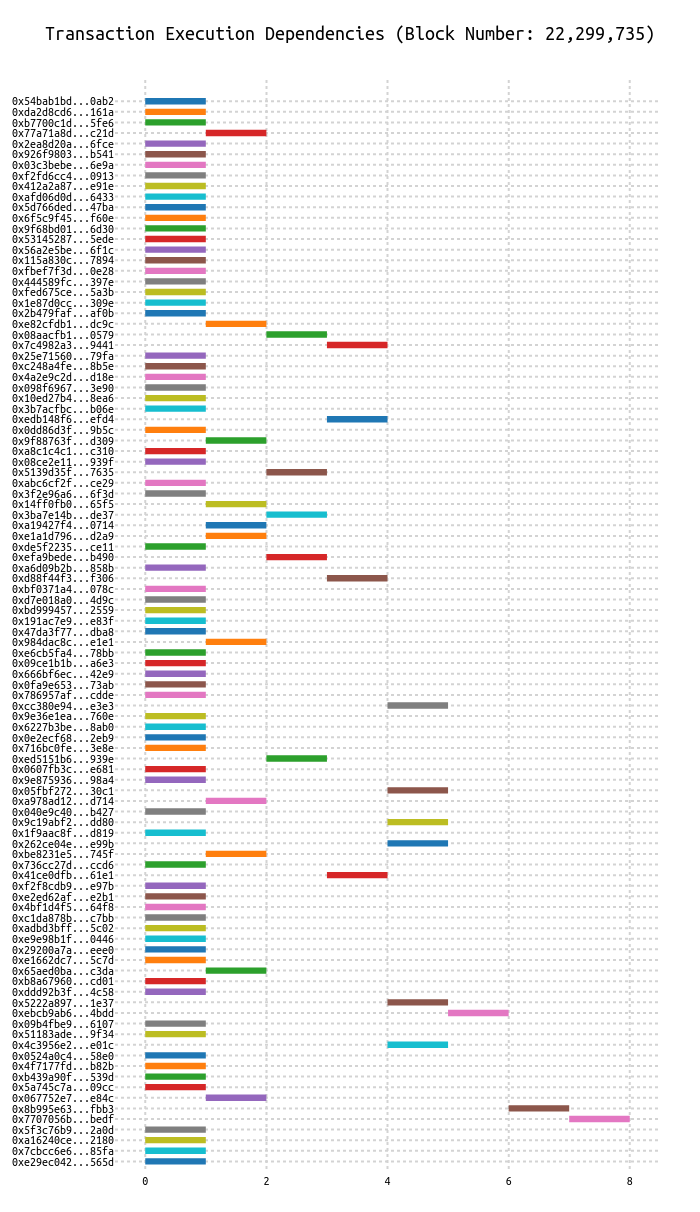 Transaction Execution Dependencies (Block Number: 22,299,735)
0x54bab1bd...0ab2
0xda2d8cd6...161a
0xb7700c1d...5fe6
0x77a71a8d...c21d
0x2ea8d20a...6fce
0x926f9803...b541
0x03c3bebe...6e9a
0xf2fd6cc4...0913
0x412a2a87...e91e
0xafd06d0d...6433
0x5d766ded...47ba
0x6f5c9f45...f60e
0x9f68bd01...6d30
0x53145287...5ede
0x56a2e5be...6f1c
0x115a830c...7894
0xfbef7f3d...0e28
0x444589fc...397e
0xfed675ce...5a3b
0x1e87d0cc...309e
0x2b479faf...af0b
0xe82cfdb1...dc9c
0x08aacfb1...0579
0x7c4982a3...9441
0x25e71560...79fa
0xc248a4fe...8b5e
0x4a2e9c2d...d18e
0x098f6967...3e90
0x10ed27b4...8ea6
0x3b7acfbc...b06e
0xedb148f6...efd4
0x0dd86d3f...9b5c
0x9f88763f...d309
0xa8c1c4c1...c310
0x08ce2e11...939f
0x5139d35f...7635
0xabc6cf2f...ce29
0x3f2e96a6...6f3d
0x14ff0fb0...65f5
0x3ba7e14b...de37
0xa19427f4...0714
0xe1a1d796...d2a9
0xde5f2235...ce11
0xefa9bede...b490
0xa6d09b2b...858b
0xd88f44f3...f306
0xbf0371a4...078c
0xd7e018a0...4d9c
0xbd999457...2559
0x191ac7e9...e83f
0x47da3f77...dba8
0x984dac8c...e1e1
0xe6cb5fa4...78bb
0x09ce1b1b...a6e3
0x666bf6ec...42e9
0x0fa9e653...73ab
0x786957af...cdde
0xcc380e94...e3e3
0x9e36e1ea...760e
0x6227b3be...8ab0
0x0e2ecf68...2eb9
0x716bc0fe...3e8e
0xed5151b6...939e
0x0607fb3c...e681
0x9e875936...98a4
0x05fbf272...30c1
0xa978ad12...d714
0x040e9c40...b427
0x9c19abf2...dd80
0x1f9aac8f...d819
0x262ce04e...e99b
0xbe8231e5...745f
0x736cc27d...ccd6
0x41ce0dfb...61e1
0xf2f8cdb9...e97b
0xe2ed62af...e2b1
0x4bf1d4f5...64f8
0xc1da878b...c7bb
0xadbd3bff...5c02
0xe9e98b1f...0446
0x29200a7a...eee0
0xe1662dc7...5c7d
0x65aed0ba...c3da
0xb8a67960...cd01
0xddd92b3f...4c58
0x5222a897...1e37
0xebcb9ab6...4bdd
0x09b4fbe9...6107
0x51183ade...9f34
0x4c3956e2...e01c
0x0524a0c4...58e0
0x4f7177fd...b82b
0xb439a90f...539d
0x5a745c7a...09cc
0x067752e7...e84c
0x8b995e63...fbb3
0x7707056b...bedf
0x5f3c76b9...2a0d
0xa16240ce...2180
0x7cbcc6e6...85fa
0xe29ec042...565d
0 2 4 6 8